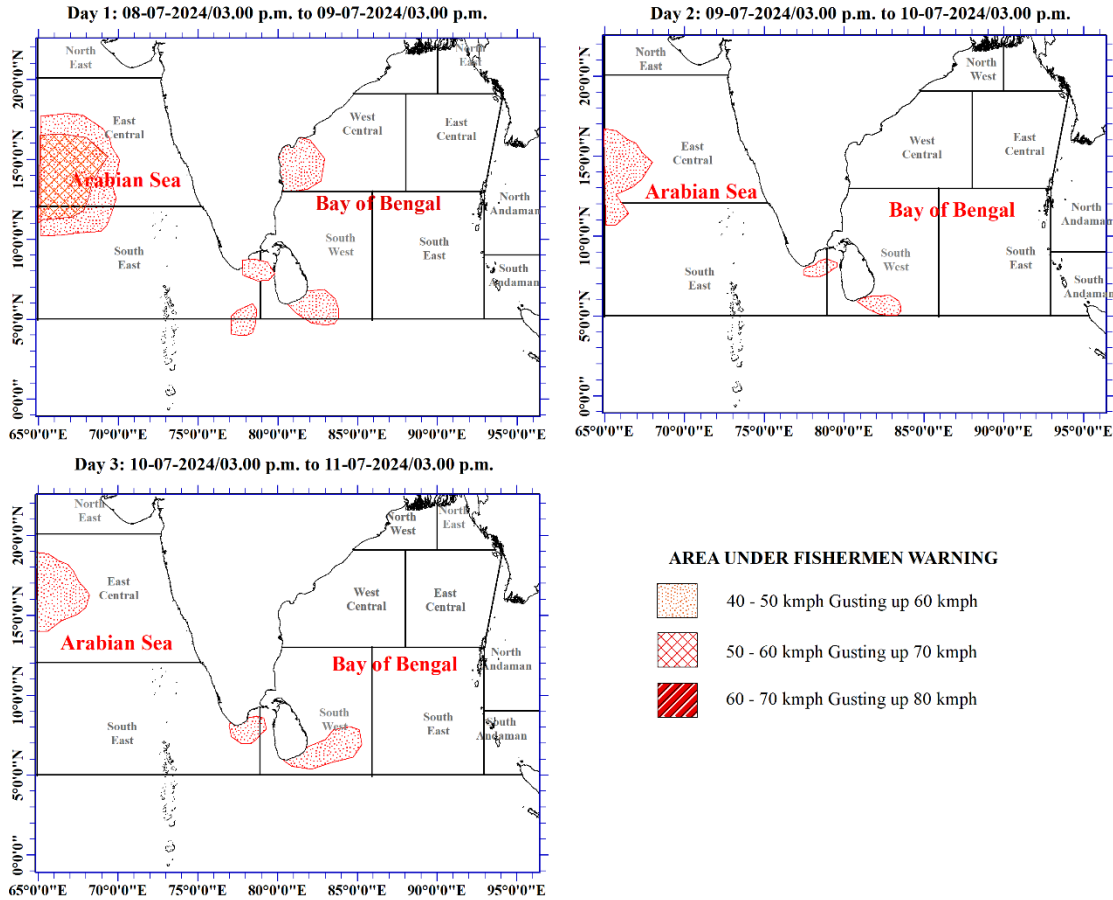 Day 1: 08-07-2024/03.00 p.m. to 09-07-2024/03.00 p.m.
North
East
North
East
20°0'0"N
15°0'0"N
10°0'0"N
5°0'0"N
0°0'0"
East
Central
West
Central
East
Central
Arabian Sea
Bay of Bengal
North
Andaman
South
East
South
West
South
East
South
Andaman
65°0'0"E 70°0'0"E 75°0'0"E 80°0'0"E 85°0'0"E 90°0'0"E 95°0'0"E
Day 2: 09-07-2024/03.00 p.m. to 10-07-2024/03.00 p.m.
North
East
North
West
20°0'0"N
15°0'0"N
10°0'0"N
5°0'0"N
0°0'0"
East
Central
West
Central
East
Central
Arabian Sea
Bay of Bengal
North
Andaman
South
East
South
West
South
East
South
Andaman
65°0'0"E 70°0'0"E 75°0'0"E 80°0'0"E 85°0'0"E 90°0'0"E 95°0'0"E
Day 3: 10-07-2024/03.00 p.m. to 11-07-2024/03.00 p.m.
North
East
North
West
North
East
20°0'0"N
15°0'0"N
10°0'0"N
5°0'0"N
0°0'0"
East
Central
West
Central
East
Central
Arabian Sea
Bay of Bengal
North
Andaman
South
East
South
West
South
East
South
Andaman
65°0'0"E 70°0'0"E 75°0'0"E 80°0'0"E 85°0'0"E 90°0'0"E 95°0'0"E
AREA UNDER FISHERMEN WARNING
40 - 50 kmph Gusting up 60 kmph
50 - 60 kmph Gusting up 70 kmph
60 - 70 kmph Gusting up 80 kmph